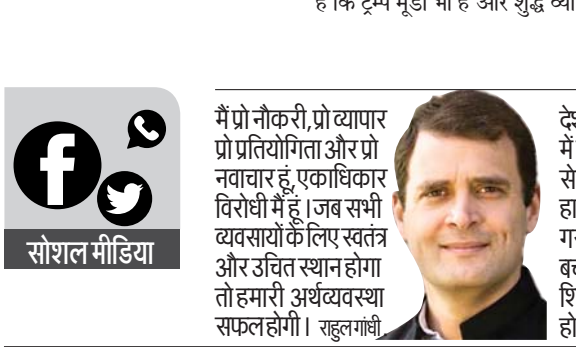 है कि ट्रम्प मूडी भी हैं और शुद्ध
सोशल मीडिया
मैं प्रो नौकरी, प्रो व्यापार
प्रो प्रतियोगिता और प्रो
नवाचार हूं, एकाधिकार
विरोधी मैं हूं। जब सभी
व्यवसायों के लिए स्वतंत्र
और उचित स्थान होगा
तो हमारी अर्थव्यवस्था
सफल होगी। राहुल गांधी.
में
से